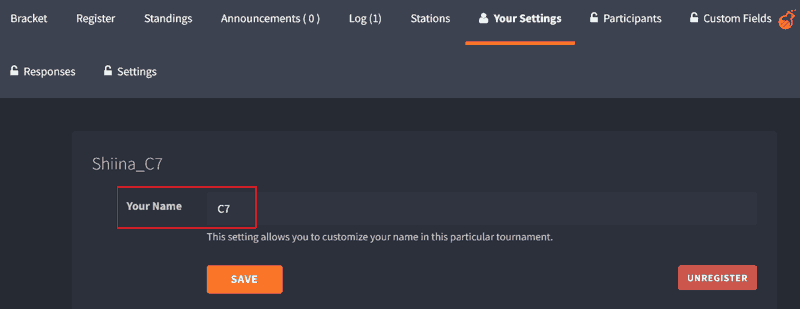 Bracket Register Standings Announcements ( 0 ) Log (1) Stations Your Settings Participants Custom Fields
Responses Settings
Shiina_C7
Your Name C7
This setting allows you to customize your name in this particular tournament.
SAVE UNREGISTER